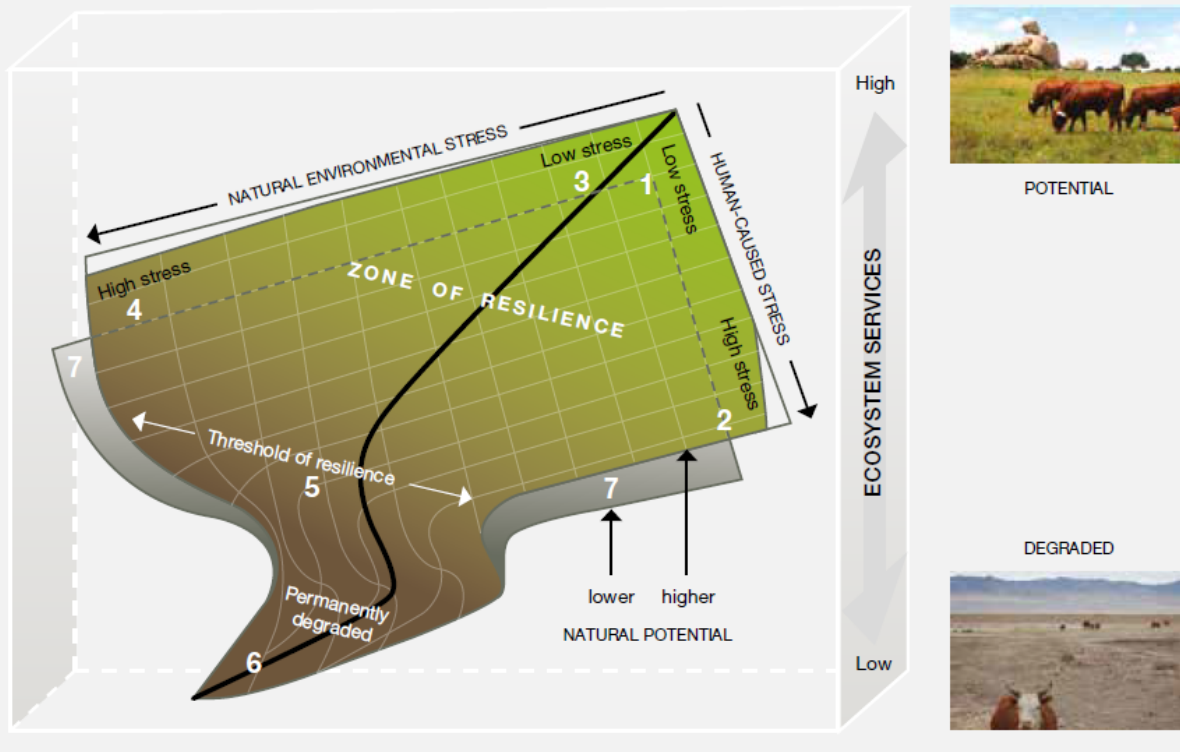 High
NATURAL ENVIRONMENTAL STRESS
Low stress
3
1
Low stress
HUMAN-CAUSED STRESS
POTENTIAL
High stress
4
ZONE OF RESILIENCE
7
High stress
2
ECOSYSTEM SERVICES
Threshold of resilience
5
7
DEGRADED
Permanently
degraded
lower
higher
NATURAL POTENTIAL
6
Low